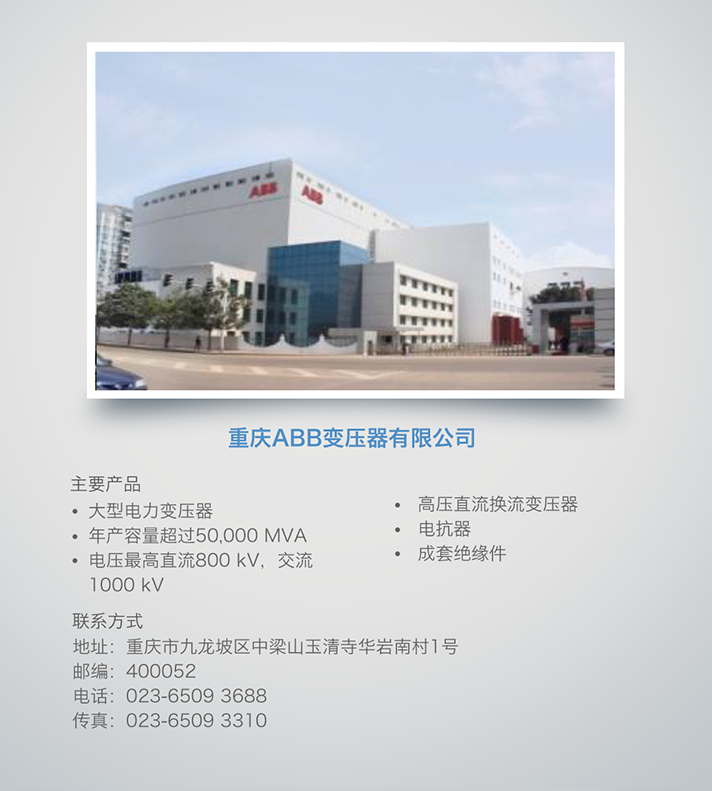 ABB
ABB
重庆ABB变压器有限公司
主要产品
• 大型电力变压器
• 年产容量超过50,000 MVA
• 电压最高直流800 kV，交流
1000 kV
• 高压直流换流变压器
• 电抗器
• 成套绝缘件
联系方式
地址：重庆市九龙坡区中梁山玉清寺华岩南村1号
邮编：400052
电话：023-6509 3688
传真：023-6509 3310